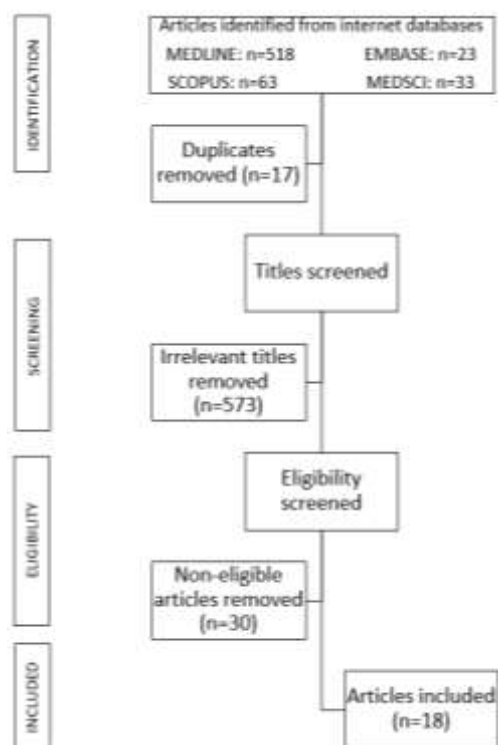 Articles identified from internet databases
MEDLINE: n=518 EMBASE: n=23
SCOPUS: n=63 MEDSCI: n=33
IDENTIFICATION
Duplicates
removed (n=17)
Titles screened
SCREENING
Irrelevant titles
removed
(n=573)
Eligibility
screened
ELIGIBILITY
Non-eligible
articles removed
(n=30)
INCLUDED
Articles included
(n=18)